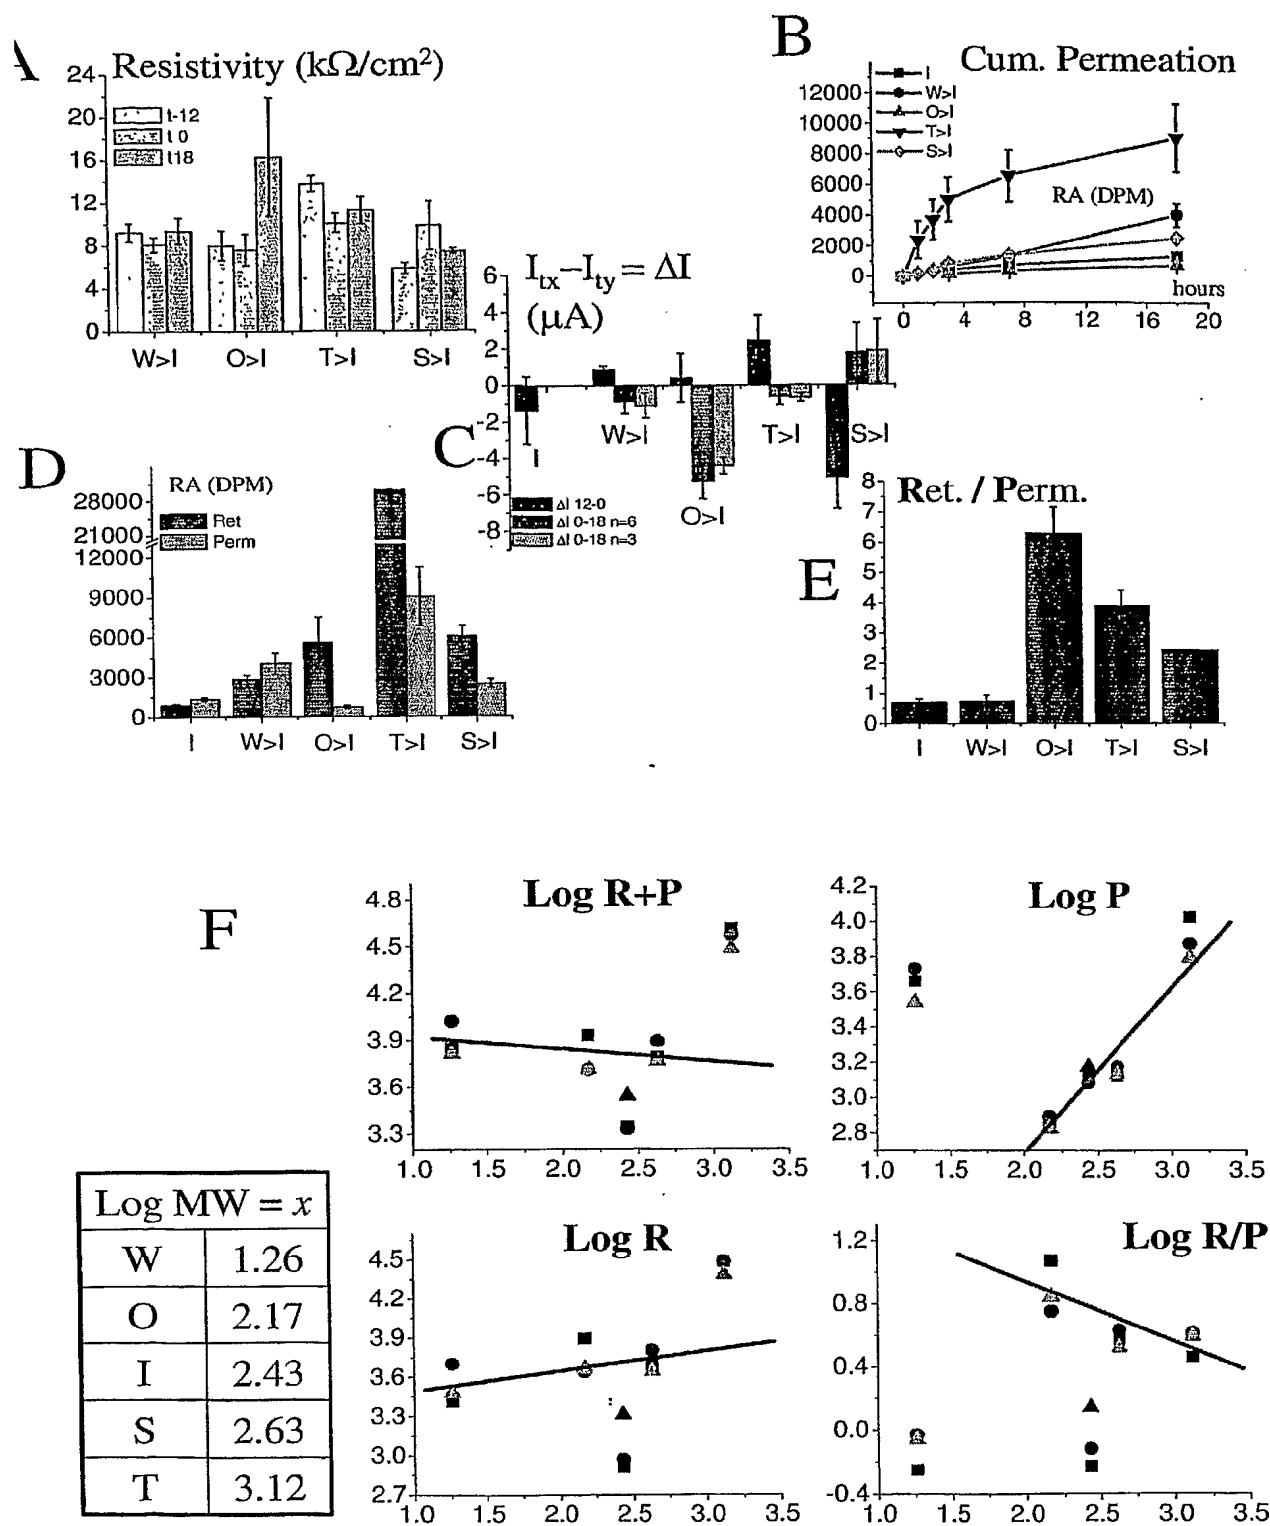 A Resistivity (kΩ/cm²)
24
20
16
12
8
4
0
t-12
t 0
t18
W>I O>I T>I S>I
B Cum. Permeation
12000
10000
8000
6000
4000
2000
0
I
W>I
O>I
T>I
S>I
RA (DPM)
hours
0 4 8 12 16 20
C
Itx–Ity = ΔI
(µA)
6
4
2
0
-2
-4
-6
-8
I W>I O>I T>I S>I
ΔI 12-0
ΔI 0-18 n=6
ΔI 0-18 n=3
D RA (DPM)
28000
21000
12000
9000
6000
3000
0
Ret
Perm
I W>I O>I T>I S>I
E Ret. / Perm.
8
7
6
5
4
3
2
1
0
I W>I O>I T>I S>I
F
Log R+P
4.8
4.5
4.2
3.9
3.6
3.3
1.0 1.5 2.0 2.5 3.0 3.5
Log P
4.2
4.0
3.8
3.6
3.4
3.2
3.0
2.8
1.0 1.5 2.0 2.5 3.0 3.5
Log MW = x
W 1.26
O 2.17
I 2.43
S 2.63
T 3.12
Log R
4.5
4.2
3.9
3.6
3.3
3.0
2.7
1.0 1.5 2.0 2.5 3.0 3.5
Log R/P
1.2
0.8
0.4
0.0
-0.4
1.0 1.5 2.0 2.5 3.0 3.5